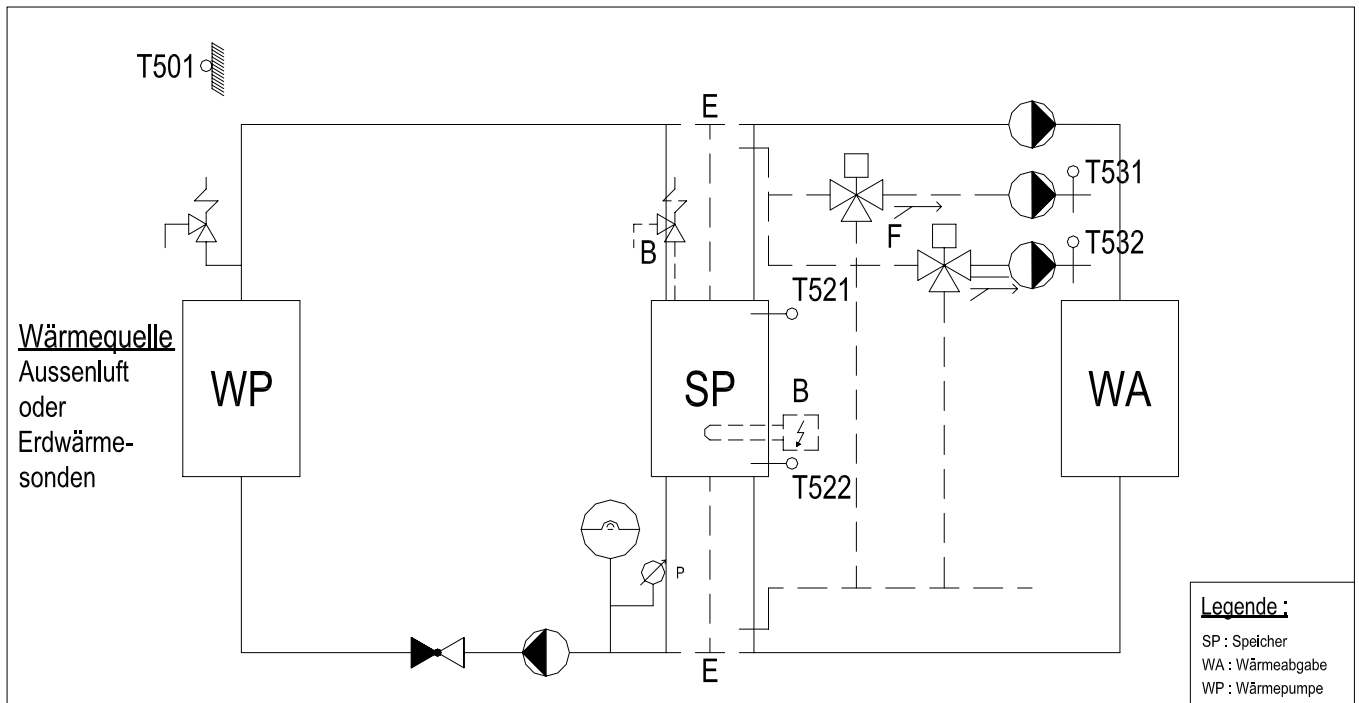 T501
E
T531
B
F
T532
T521
Wärmequelle
Aussenluft
oder
Erdwärme-
sonden
WP
SP
B
WA
T522
P
E
Legende :
SP : Speicher
WA : Wärmeabgabe
WP : Wärmepumpe